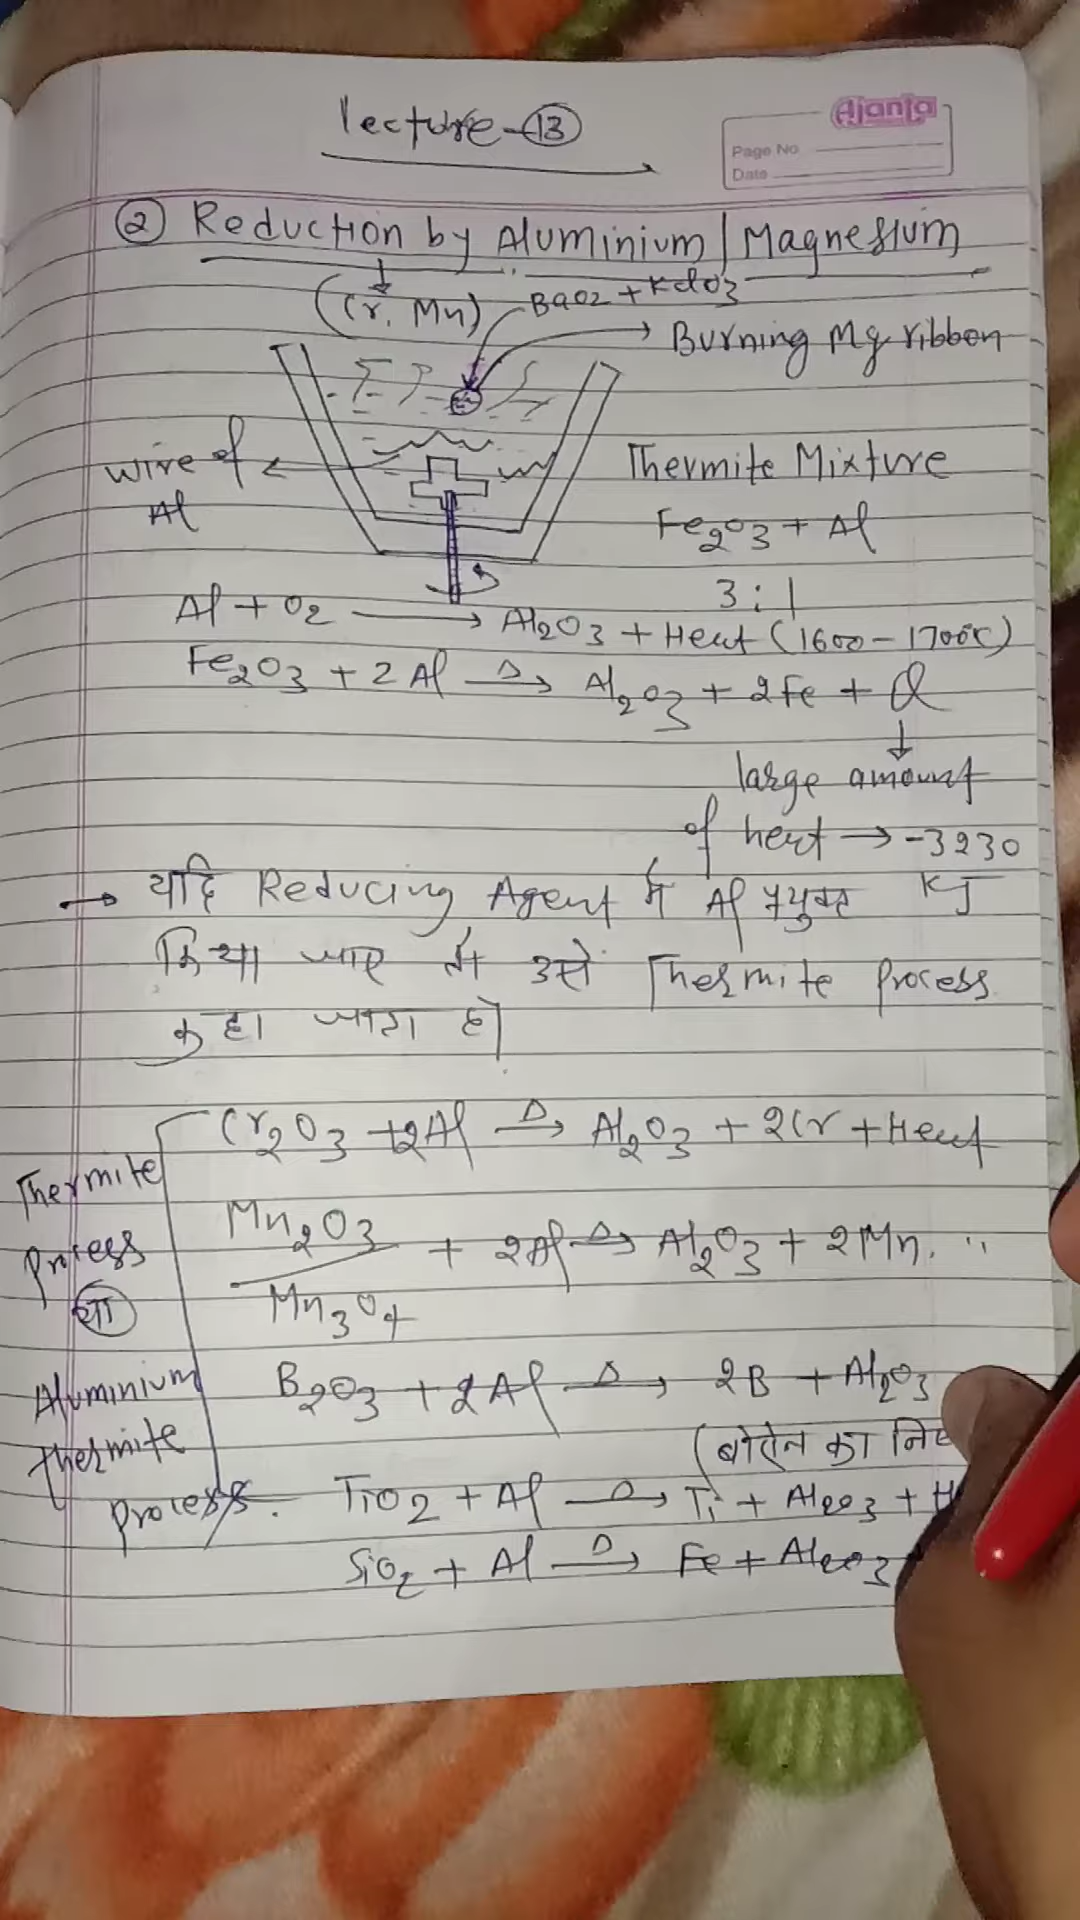 lecture-13
Ajanta
Page No
Date
② Reduction by Aluminium | Magnesium
(Cr, Mn)
BaO2 + KClO3
Burning Mg ribbon
wire of
Al
Thermite Mixture
Fe2O3 + Al
3 : 1
Al + O2 → Al2O3 + Heat (1600-1700°C)
Fe2O3 + 2Al Δ→ Al2O3 + 2Fe + Q
large amount
of heat → -3230
KJ
→ यदि Reducing Agent में Al प्रयुक्त
किया जाए तो उसे Thermite Process
कहा जाता है।
Cr2O3 + 2Al Δ→ Al2O3 + 2Cr + Heat
Thermite
Process
या
Aluminium
thermite
process.
Mn2O3 + 2Al Δ→ Al2O3 + 2Mn. "
Mn3O4
B2O3 + 2Al Δ→ 2B + Al2O3
का
TiO2 + Al Δ→ Ti + Al2O3 +
SiO2 + Al Δ→ Fe + Al2O3